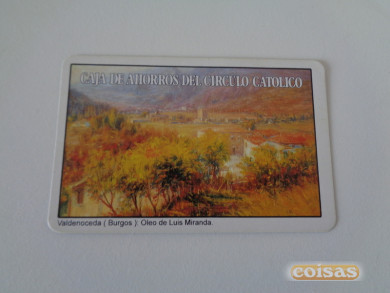 CAJA DE AHORROS DEL CIRCULO CATOLICO
Valdenoceda ( Burgos ): Oleo de Luis Miranda.
coisas